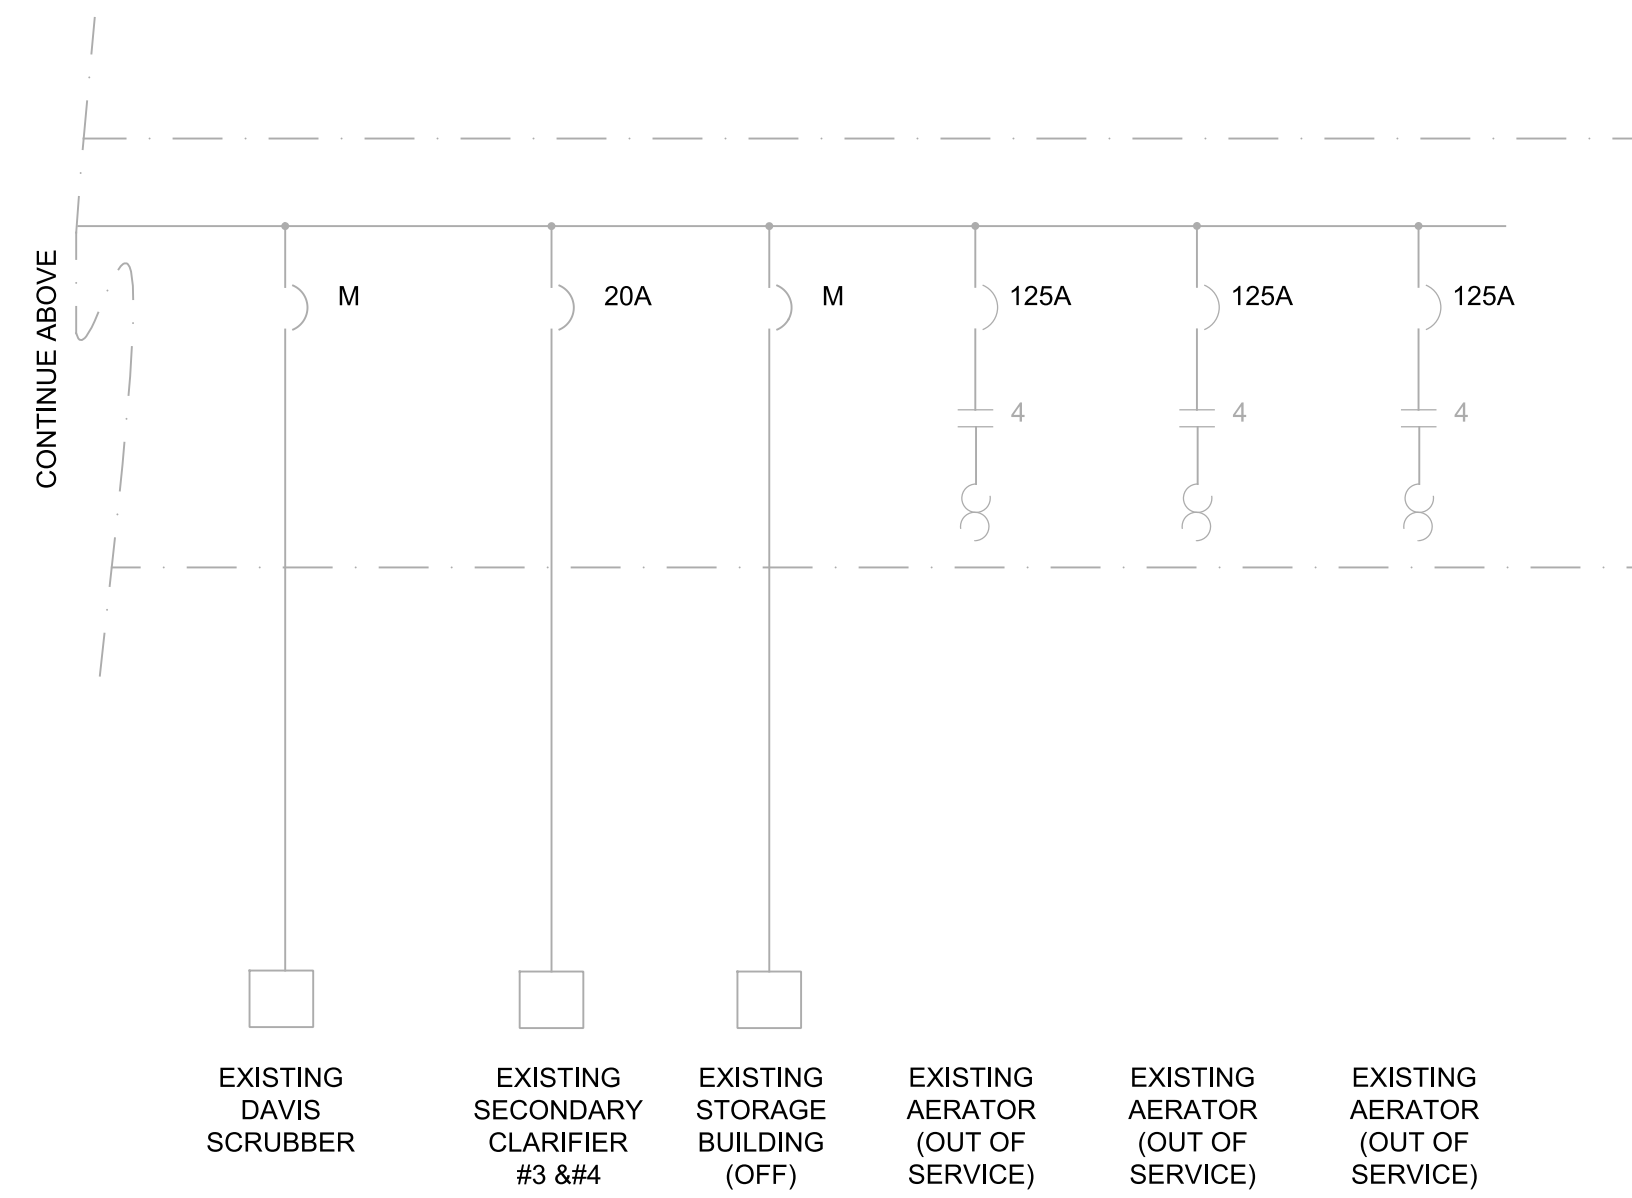 CONTINUE ABOVE
M
20A
M
125A
125A
125A
4
4
4
EXISTING
DAVIS
SCRUBBER
EXISTING
SECONDARY
CLARIFIER
#3 &#4
EXISTING
STORAGE
BUILDING
(OFF)
EXISTING
AERATOR
(OUT OF
SERVICE)
EXISTING
AERATOR
(OUT OF
SERVICE)
EXISTING
AERATOR
(OUT OF
SERVICE)